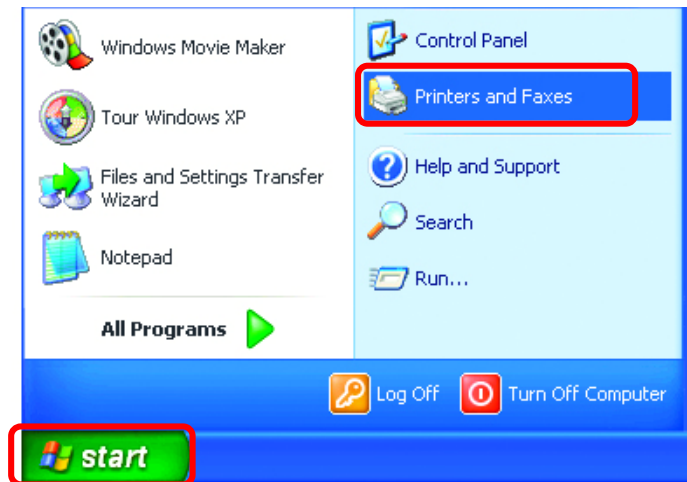 Windows Movie Maker
Tour Windows XP
Files and Settings Transfer
Wizard
Notepad
All Programs
Control Panel
Printers and Faxes
Help and Support
Search
Run...
Log Off
Turn Off Computer
start